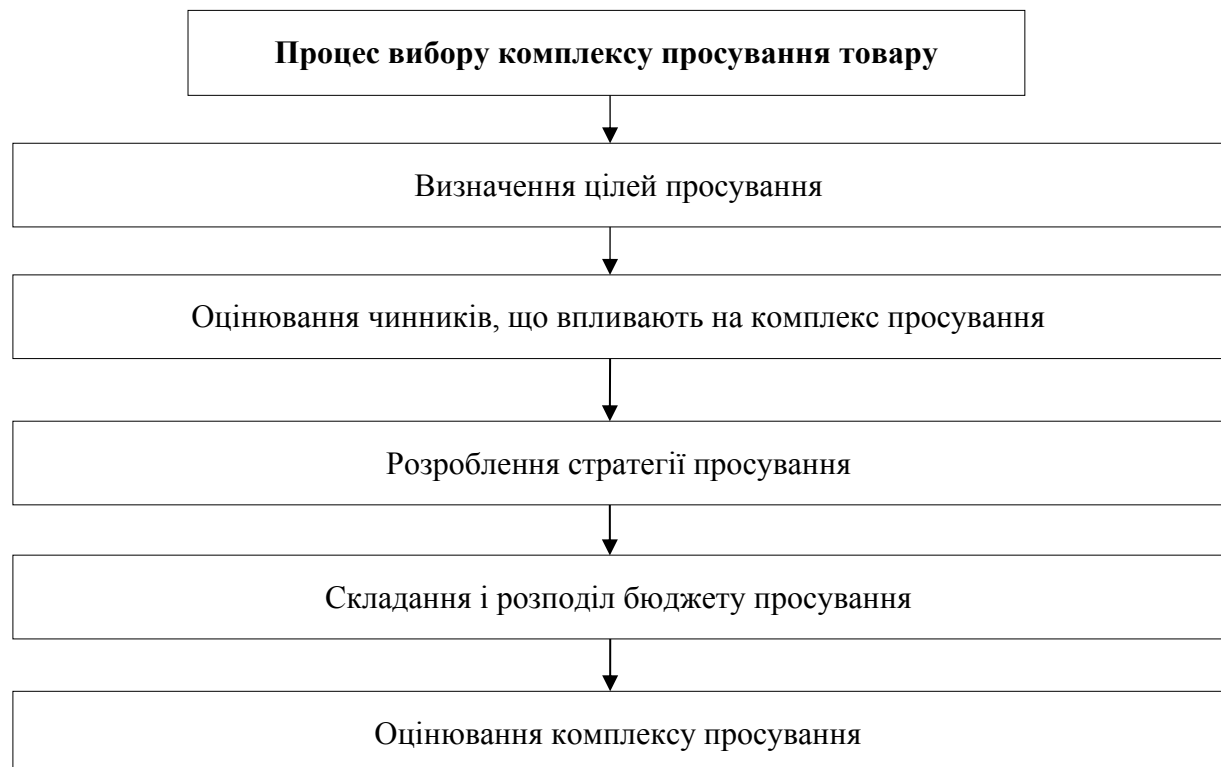 Процес вибору комплексу просування товару
Визначення цілей просування
Оцінювання чинників, що впливають на комплекс просування
Розроблення стратегії просування
Складання і розподіл бюджету просування
Оцінювання комплексу просування